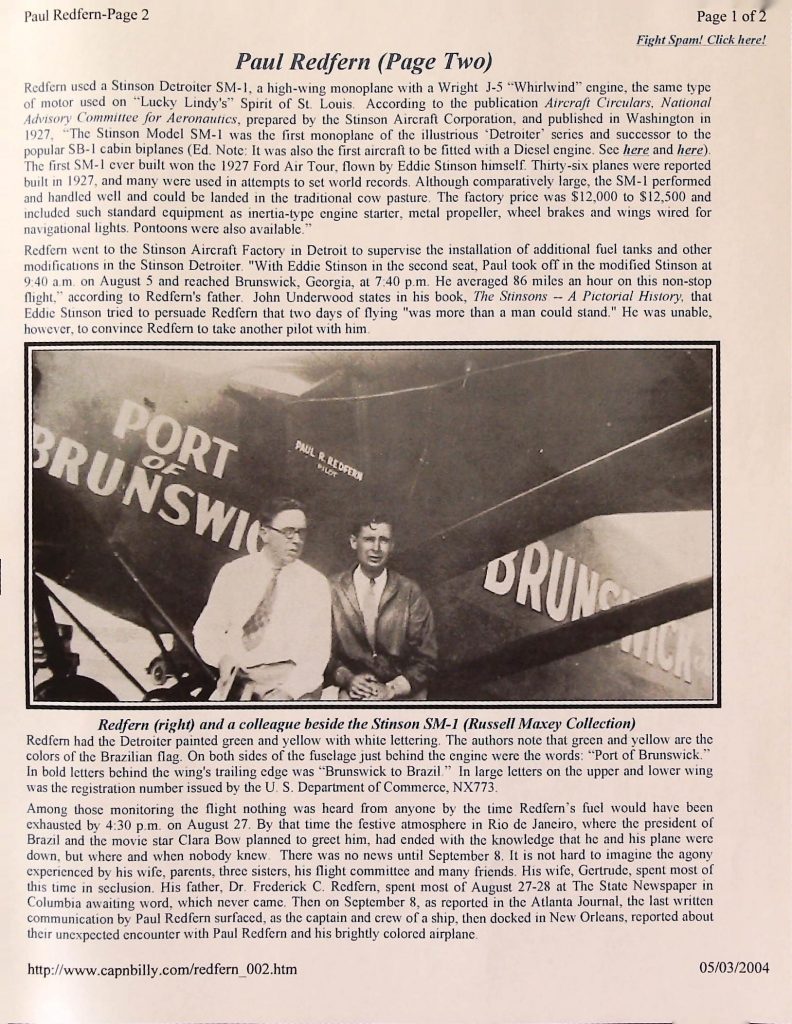 Paul Redfern-Page 2
Page 1 of 2
Fight Spam! Click here!
Paul Redfern (Page Two)
Redfern used a Stinson Detroiter SM-1, a high-wing monoplane with a Wright J-5 “Whirlwind” engine, the same type
of motor used on “Lucky Lindy's” Spirit of St. Louis. According to the publication Aircraft Circulars, National
Advisory Committee for Aeronautics, prepared by the Stinson Aircraft Corporation, and published in Washington in
1927, “The Stinson Model SM-1 was the first monoplane of the illustrious ‘Detroiter’ series and successor to the
popular SB-1 cabin biplanes (Ed. Note: It was also the first aircraft to be fitted with a Diesel engine. See here and here).
The first SM-1 ever built won the 1927 Ford Air Tour, flown by Eddie Stinson himself. Thirty-six planes were reported
built in 1927, and many were used in attempts to set world records. Although comparatively large, the SM-1 performed
and handled well and could be landed in the traditional cow pasture. The factory price was $12,000 to $12,500 and
included such standard equipment as inertia-type engine starter, metal propeller, wheel brakes and wings wired for
navigational lights. Pontoons were also available.”
Redfern went to the Stinson Aircraft Factory in Detroit to supervise the installation of additional fuel tanks and other
modifications in the Stinson Detroiter. "With Eddie Stinson in the second seat, Paul took off in the modified Stinson at
9:40 a.m. on August 5 and reached Brunswick, Georgia, at 7:40 p.m. He averaged 86 miles an hour on this non-stop
flight,” according to Redfern's father. John Underwood states in his book, The Stinsons -- A Pictorial History, that
Eddie Stinson tried to persuade Redfern that two days of flying "was more than a man could stand." He was unable,
however, to convince Redfern to take another pilot with him.
PORT
OF
BRUNSWIC
PAUL R. REDFERN
PILOT
BRUNSWICK
Redfern (right) and a colleague beside the Stinson SM-1 (Russell Maxey Collection)
Redfern had the Detroiter painted green and yellow with white lettering. The authors note that green and yellow are the
colors of the Brazilian flag. On both sides of the fuselage just behind the engine were the words: “Port of Brunswick.”
In bold letters behind the wing's trailing edge was “Brunswick to Brazil.” In large letters on the upper and lower wing
was the registration number issued by the U. S. Department of Commerce, NX773.
Among those monitoring the flight nothing was heard from anyone by the time Redfern’s fuel would have been
exhausted by 4:30 p.m. on August 27. By that time the festive atmosphere in Rio de Janeiro, where the president of
Brazil and the movie star Clara Bow planned to greet him, had ended with the knowledge that he and his plane were
down, but where and when nobody knew. There was no news until September 8. It is not hard to imagine the agony
experienced by his wife, parents, three sisters, his flight committee and many friends. His wife, Gertrude, spent most of
this time in seclusion. His father, Dr. Frederick C. Redfern, spent most of August 27-28 at The State Newspaper in
Columbia awaiting word, which never came. Then on September 8, as reported in the Atlanta Journal, the last written
communication by Paul Redfern surfaced, as the captain and crew of a ship, then docked in New Orleans, reported about
their unexpected encounter with Paul Redfern and his brightly colored airplane.
http://www.capnbilly.com/redfern_002.htm
05/03/2004